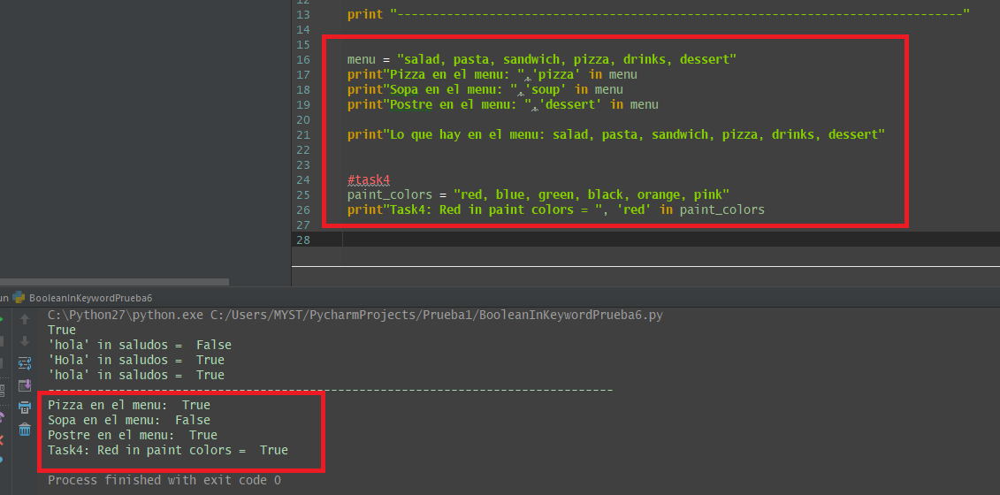 12
13 print "--------------------------------------------------------------------------------"
14
15
16 menu = "salad, pasta, sandwich, pizza, drinks, dessert"
17 print"Pizza en el menu: ",'pizza' in menu
18 print"Sopa en el menu: ",'soup' in menu
19 print"Postre en el menu: ",'dessert' in menu
20
21 print"Lo que hay en el menu: salad, pasta, sandwich, pizza, drinks, dessert"
22
23
24 #task4
25 paint_colors = "red, blue, green, black, orange, pink"
26 print"Task4: Red in paint colors = ", 'red' in paint_colors
27
28
un BooleanInKeywordPrueba6
C:\Python27\python.exe C:/Users/MYST/PycharmProjects/Prueba1/BooleanInKeywordPrueba6.py
True
'hola' in saludos =  False
'Hola' in saludos =  True
'hola' in saludos =  True
--------------------------------------------------------------------------------
Pizza en el menu:  True
Sopa en el menu:  False
Postre en el menu:  True
Task4: Red in paint colors =  True
Process finished with exit code 0